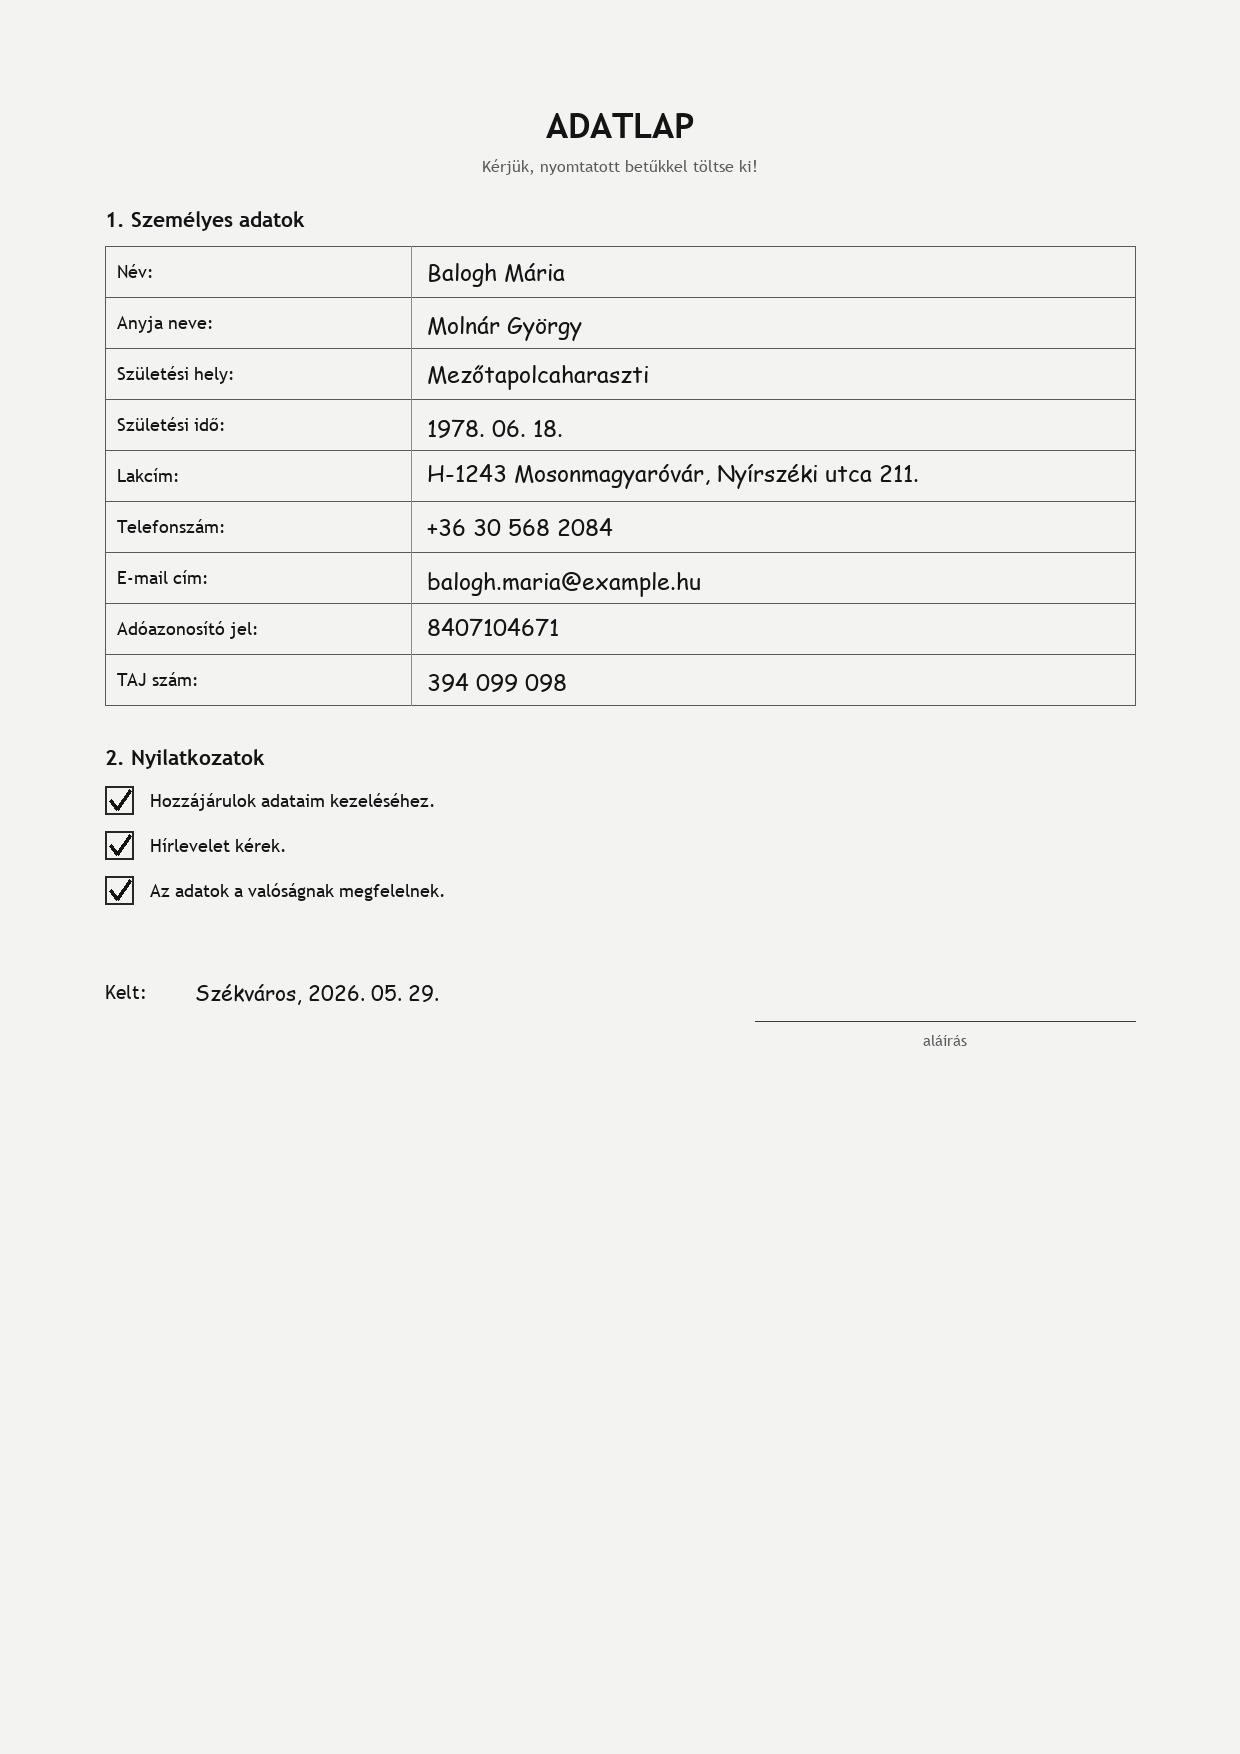 ADATLAP
Kérjük, nyomtatott betűkkel töltse ki!
1. Személyes adatok
Név: Balogh Mária
Anyja neve: Molnár György
Születési hely: Mezőtapolcaharaszti
Születési idő: 1978. 06. 18.
Lakcím: H-1243 Mosonmagyaróvár, Nyírszéki utca 211.
Telefonszám: +36 30 568 2084
E-mail cím: balogh.maria@example.hu
Adóazonosító jel: 8407104671
TAJ szám: 394 099 098
2. Nyilatkozatok
Hozzájárulok adataim kezeléséhez.
Hírlevelet kérek.
Az adatok a valóságnak megfelelnek.
Kelt: Székváros, 2026. 05. 29.
aláírás